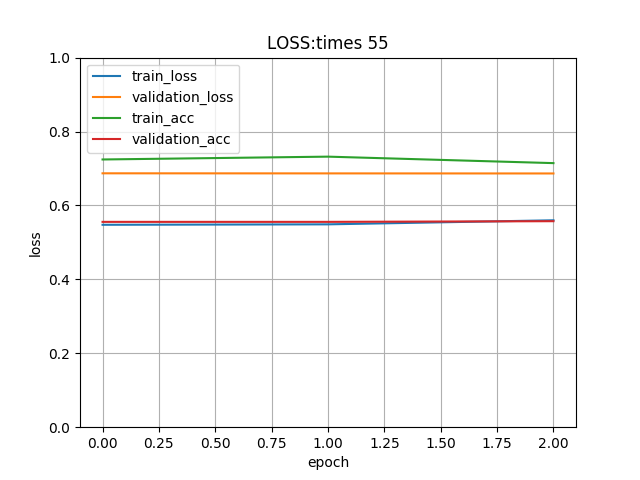 LOSS:times 55
1.0
0.8
0.6
0.4
0.2
0.0
loss
train_loss
validation_loss
train_acc
validation_acc
0.00 0.25 0.50 0.75 1.00 1.25 1.50 1.75 2.00
epoch